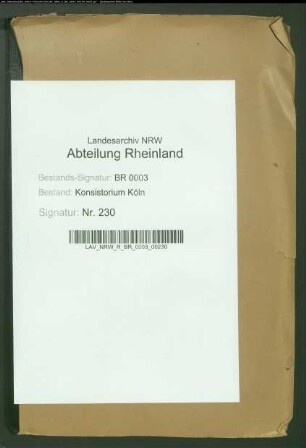 Landesarchiv NRW
Abteilung Rheinland
Bestands-Signatur: BR 0003
Bestand: Konsistorium Köln
Signatur: Nr. 230
LAV_NRW_R_BR_0003_00230